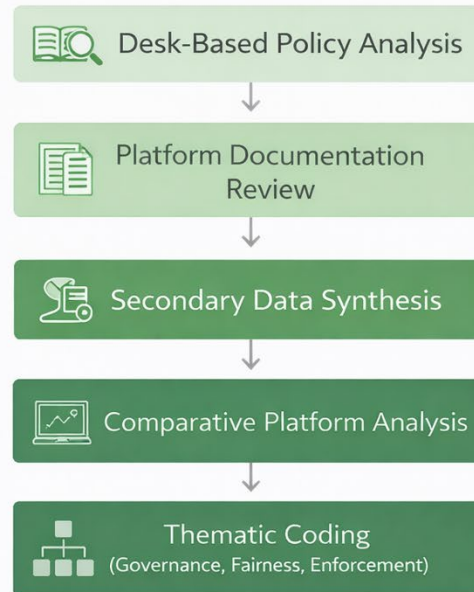 Desk-Based Policy Analysis
Platform Documentation
Review
Secondary Data Synthesis
Comparative Platform Analysis
Thematic Coding
(Governance, Fairness, Enforcement)